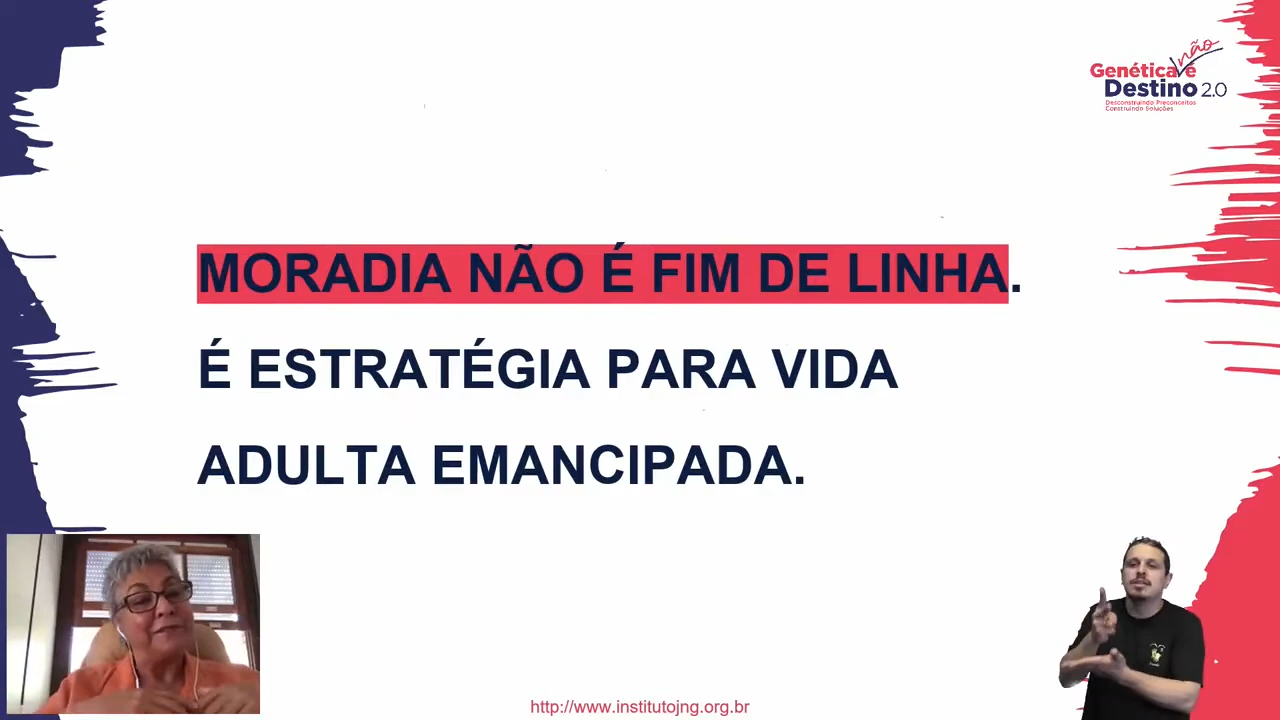 não
Genética é
Destino 2.0
Desconstruindo Preconceitos
Construindo Soluções
MORADIA NÃO É FIM DE LINHA.
É ESTRATÉGIA PARA VIDA
ADULTA EMANCIPADA.
http://www.institutojng.org.br